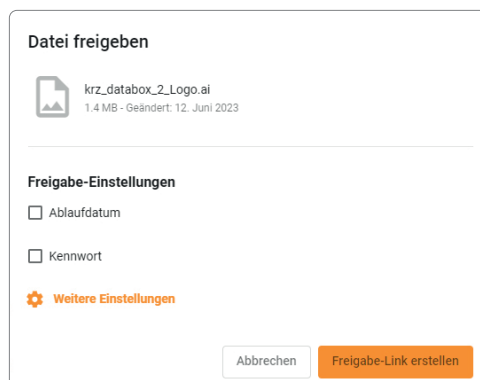 Datei freigeben
krz_databox_2_Logo.ai
1.4 MB - Geändert: 12. Juni 2023
Freigabe-Einstellungen
Ablaufdatum
Kennwort
Weitere Einstellungen
Abbrechen
Freigabe-Link erstellen